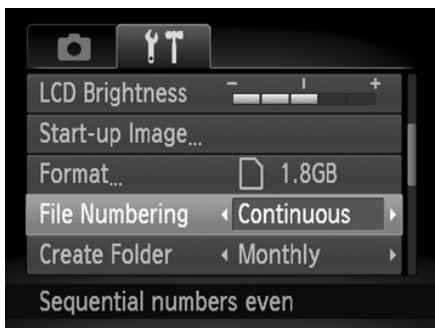 LCD Brightness - +
Start-up Image...
Format... 1.8GB
File Numbering Continuous
Create Folder Monthly
Sequential numbers even